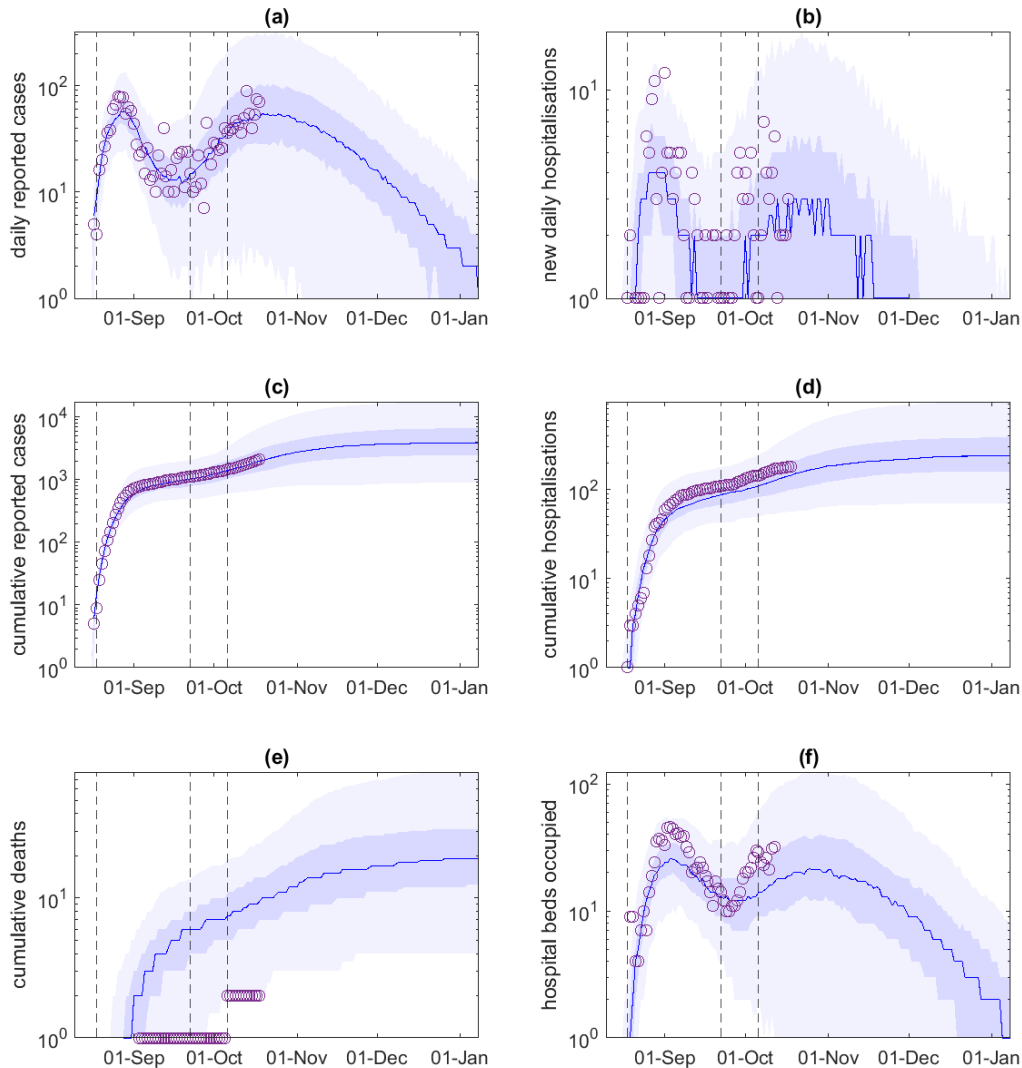 (a)
daily reported cases
10^2
10^1
10^0
01-Sep 01-Oct 01-Nov 01-Dec 01-Jan
(b)
new daily hospitalisations
10^1
10^0
01-Sep 01-Oct 01-Nov 01-Dec 01-Jan
(c)
cumulative reported cases
10^4
10^3
10^2
10^1
10^0
01-Sep 01-Oct 01-Nov 01-Dec 01-Jan
(d)
cumulative hospitalisations
10^2
10^1
10^0
01-Sep 01-Oct 01-Nov 01-Dec 01-Jan
(e)
cumulative deaths
10^1
10^0
01-Sep 01-Oct 01-Nov 01-Dec 01-Jan
(f)
hospital beds occupied
10^2
10^1
10^0
01-Sep 01-Oct 01-Nov 01-Dec 01-Jan